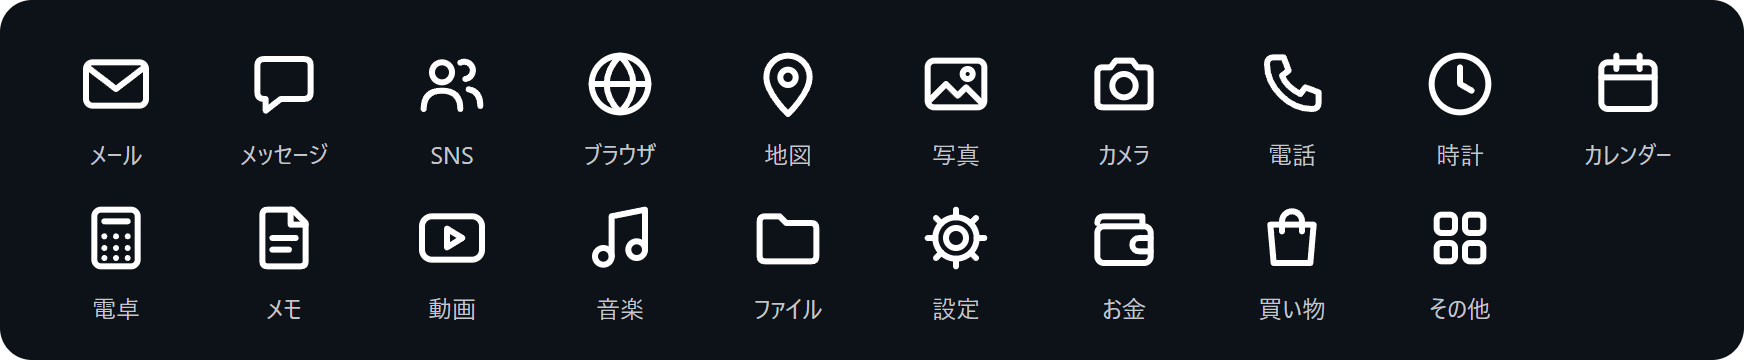 メール メッセージ SNS ブラウザ 地図 写真 カメラ 電話 時計 カレンダー
電卓 メモ 動画 音楽 ファイル 設定 お金 買い物 その他